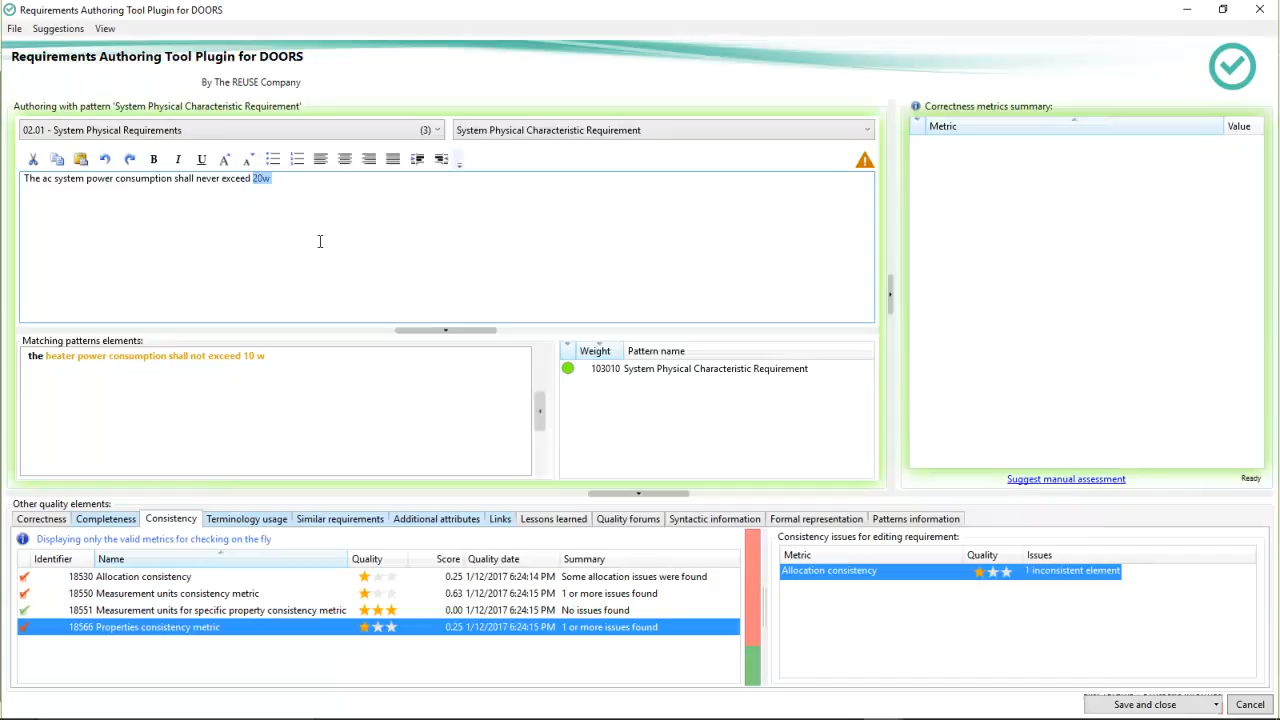 Requirements Authoring Tool Plugin for DOORS
File Suggestions View
Requirements Authoring Tool Plugin for DOORS
By The REUSE Company
Authoring with pattern 'System Physical Characteristic Requirement'
02.01 - System Physical Requirements (3) System Physical Characteristic Requirement
B I U A A
The ac system power consumption shall never exceed 20w
Matching patterns elements:
the heater power consumption shall not exceed 10 w
Weight Pattern name
103010 System Physical Characteristic Requirement
Correctness metrics summary:
Metric Value
Suggest manual assessment Ready
Other quality elements:
Correctness Completeness Consistency Terminology usage Similar requirements Additional attributes Links Lessons learned Quality forums Syntactic information Formal representation Patterns information
Displaying only the valid metrics for checking on the fly
Identifier Name Quality Score Quality date Summary
18530 Allocation consistency 0.25 1/12/2017 6:24:14 PM Some allocation issues were found
18550 Measurement units consistency metric 0.63 1/12/2017 6:24:15 PM 1 or more issues found
18551 Measurement units for specific property consistency metric 0.00 1/12/2017 6:24:15 PM No issues found
18566 Properties consistency metric 0.25 1/12/2017 6:24:15 PM 1 or more issues found
Consistency issues for editing requirement:
Metric Quality Issues
Allocation consistency 1 inconsistent element
Save and close Cancel